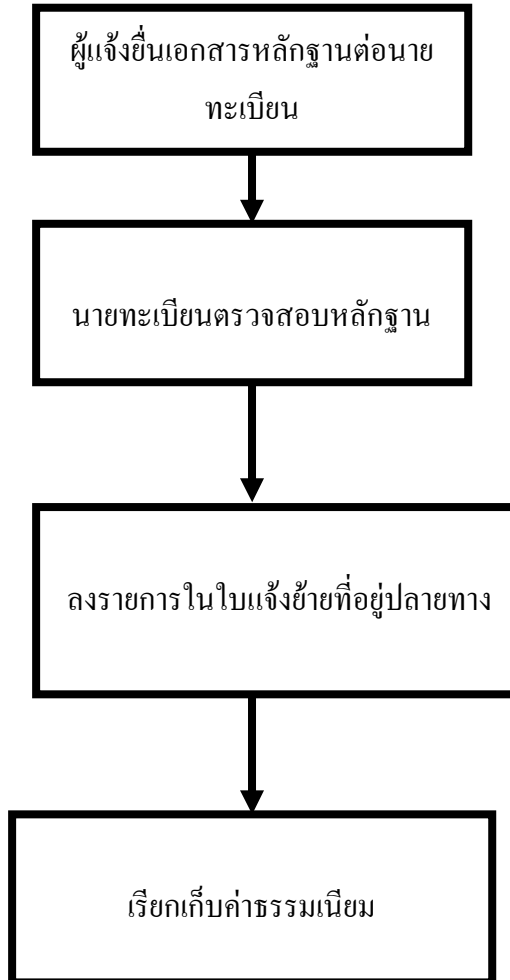 ผู้แจ้งยื่นเอกสารหลักฐานต่อนาย
ทะเบียน
นายทะเบียนตรวจสอบหลักฐาน
ลงรายการในใบแจ้งย้ายที่อยู่ปลายทาง
เรียกเก็บค่าธรรมเนียม